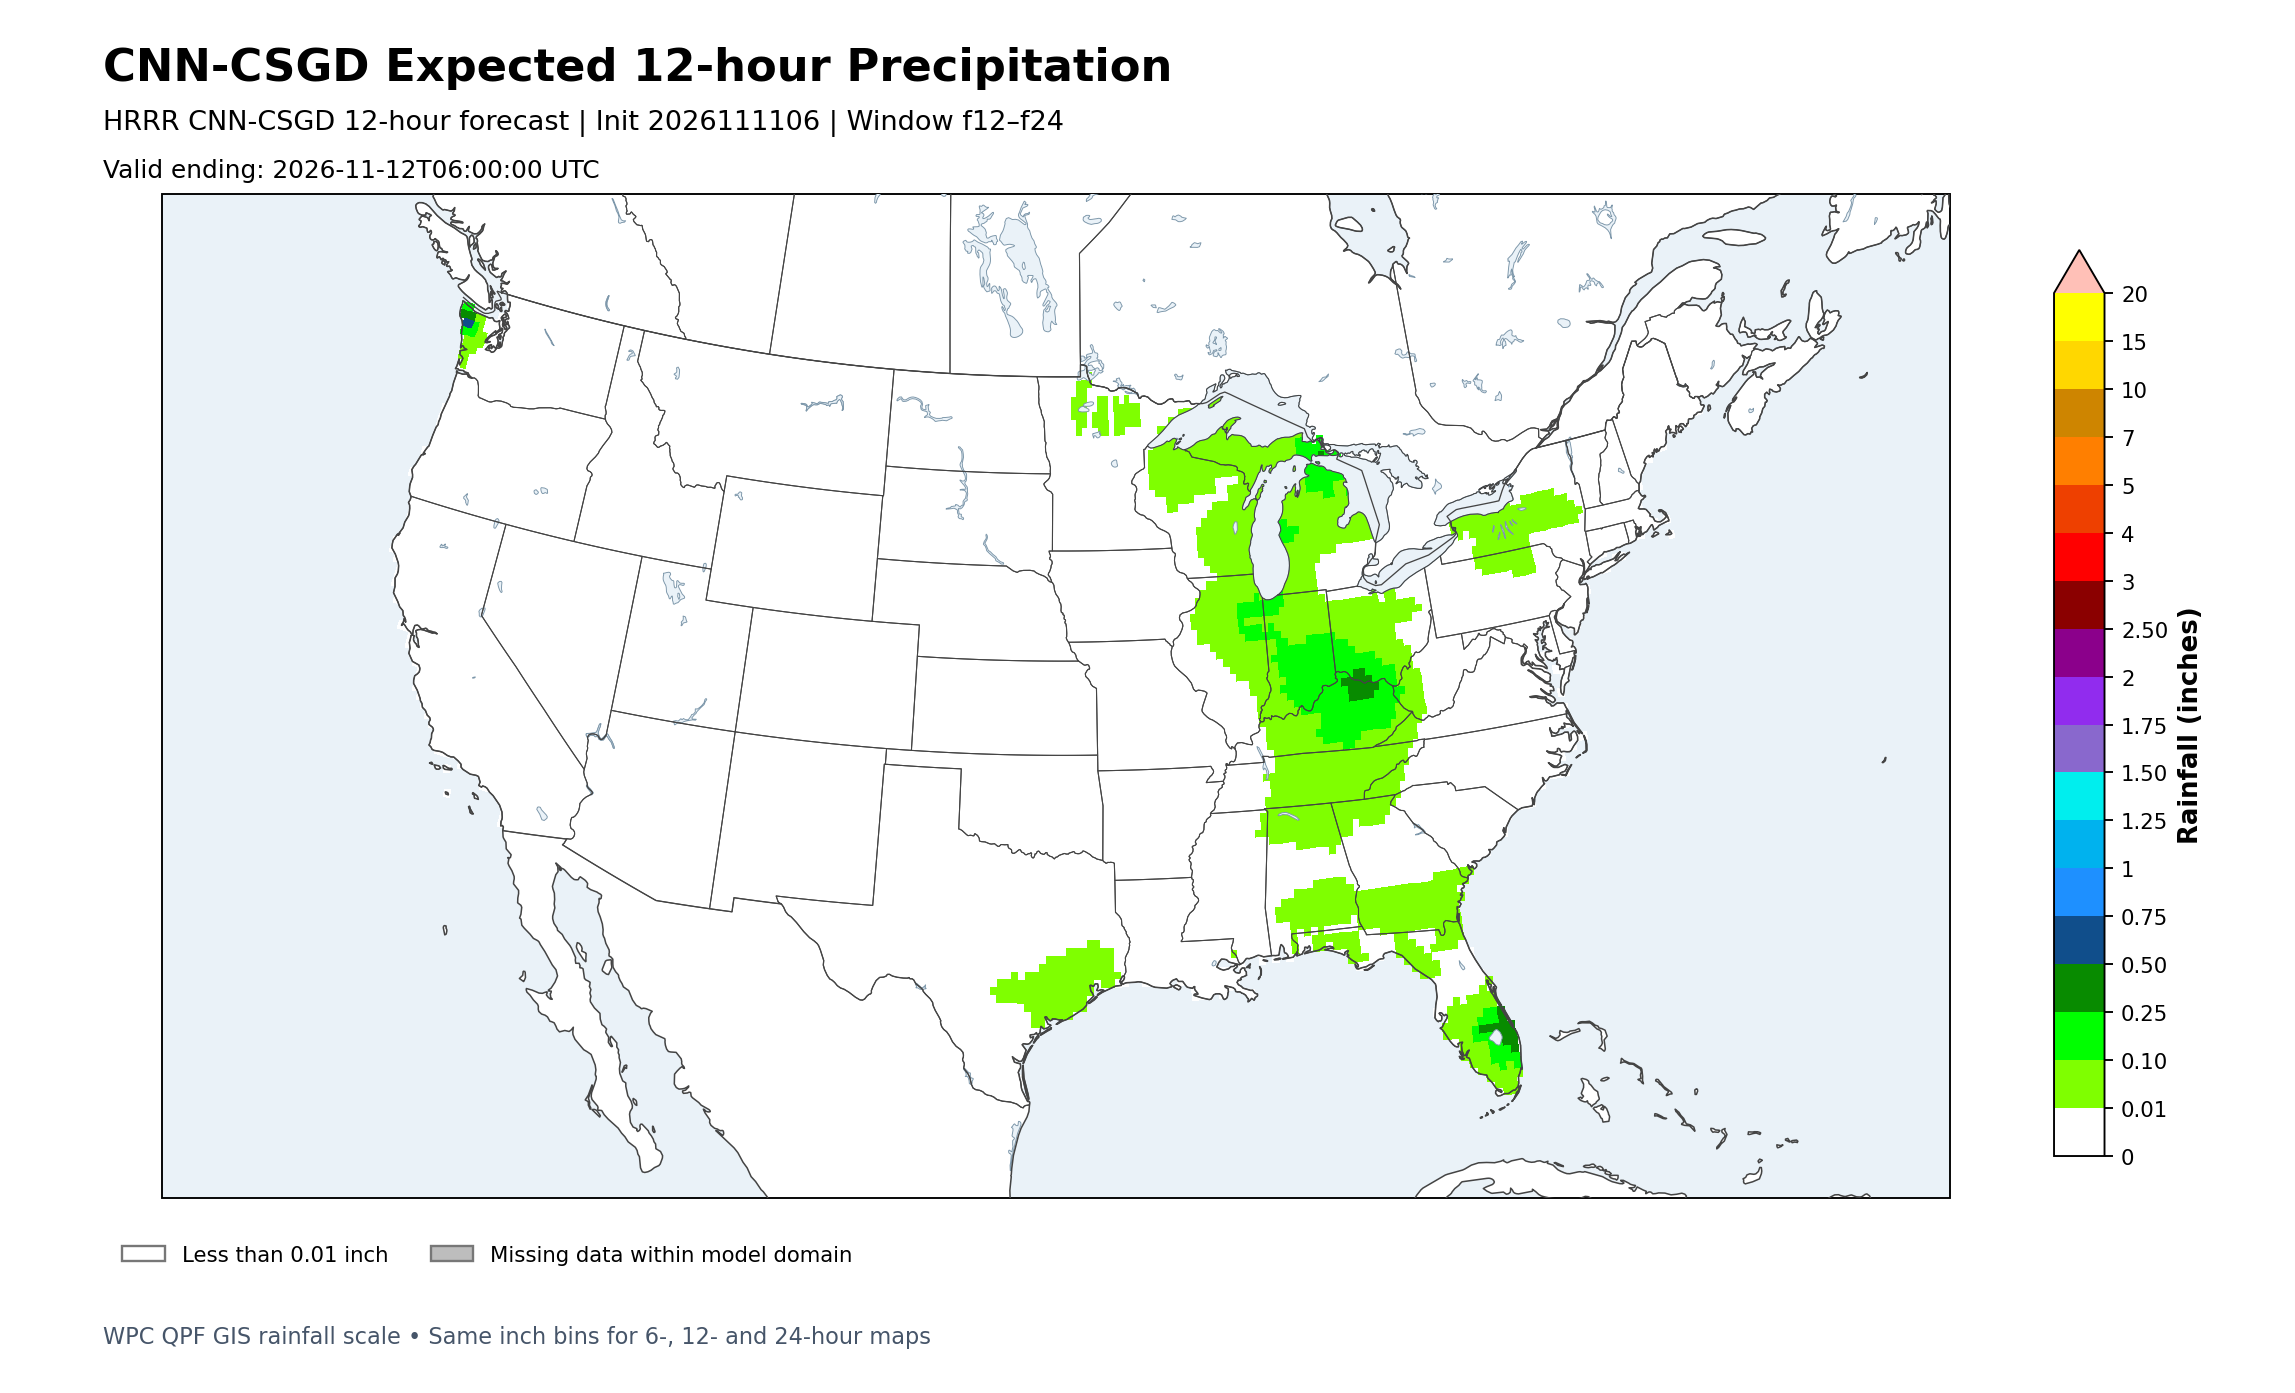 CNN-CSGD Expected 12-hour Precipitation
HRRR CNN-CSGD 12-hour forecast | Init 2026111106 | Window f12–f24
Valid ending: 2026-11-12T06:00:00 UTC
20
15
10
7
5
4
3
2.50
2
1.75
1.50
1.25
1
0.75
0.50
0.25
0.10
0.01
0
Rainfall (inches)
Less than 0.01 inch
Missing data within model domain
WPC QPF GIS rainfall scale • Same inch bins for 6-, 12- and 24-hour maps